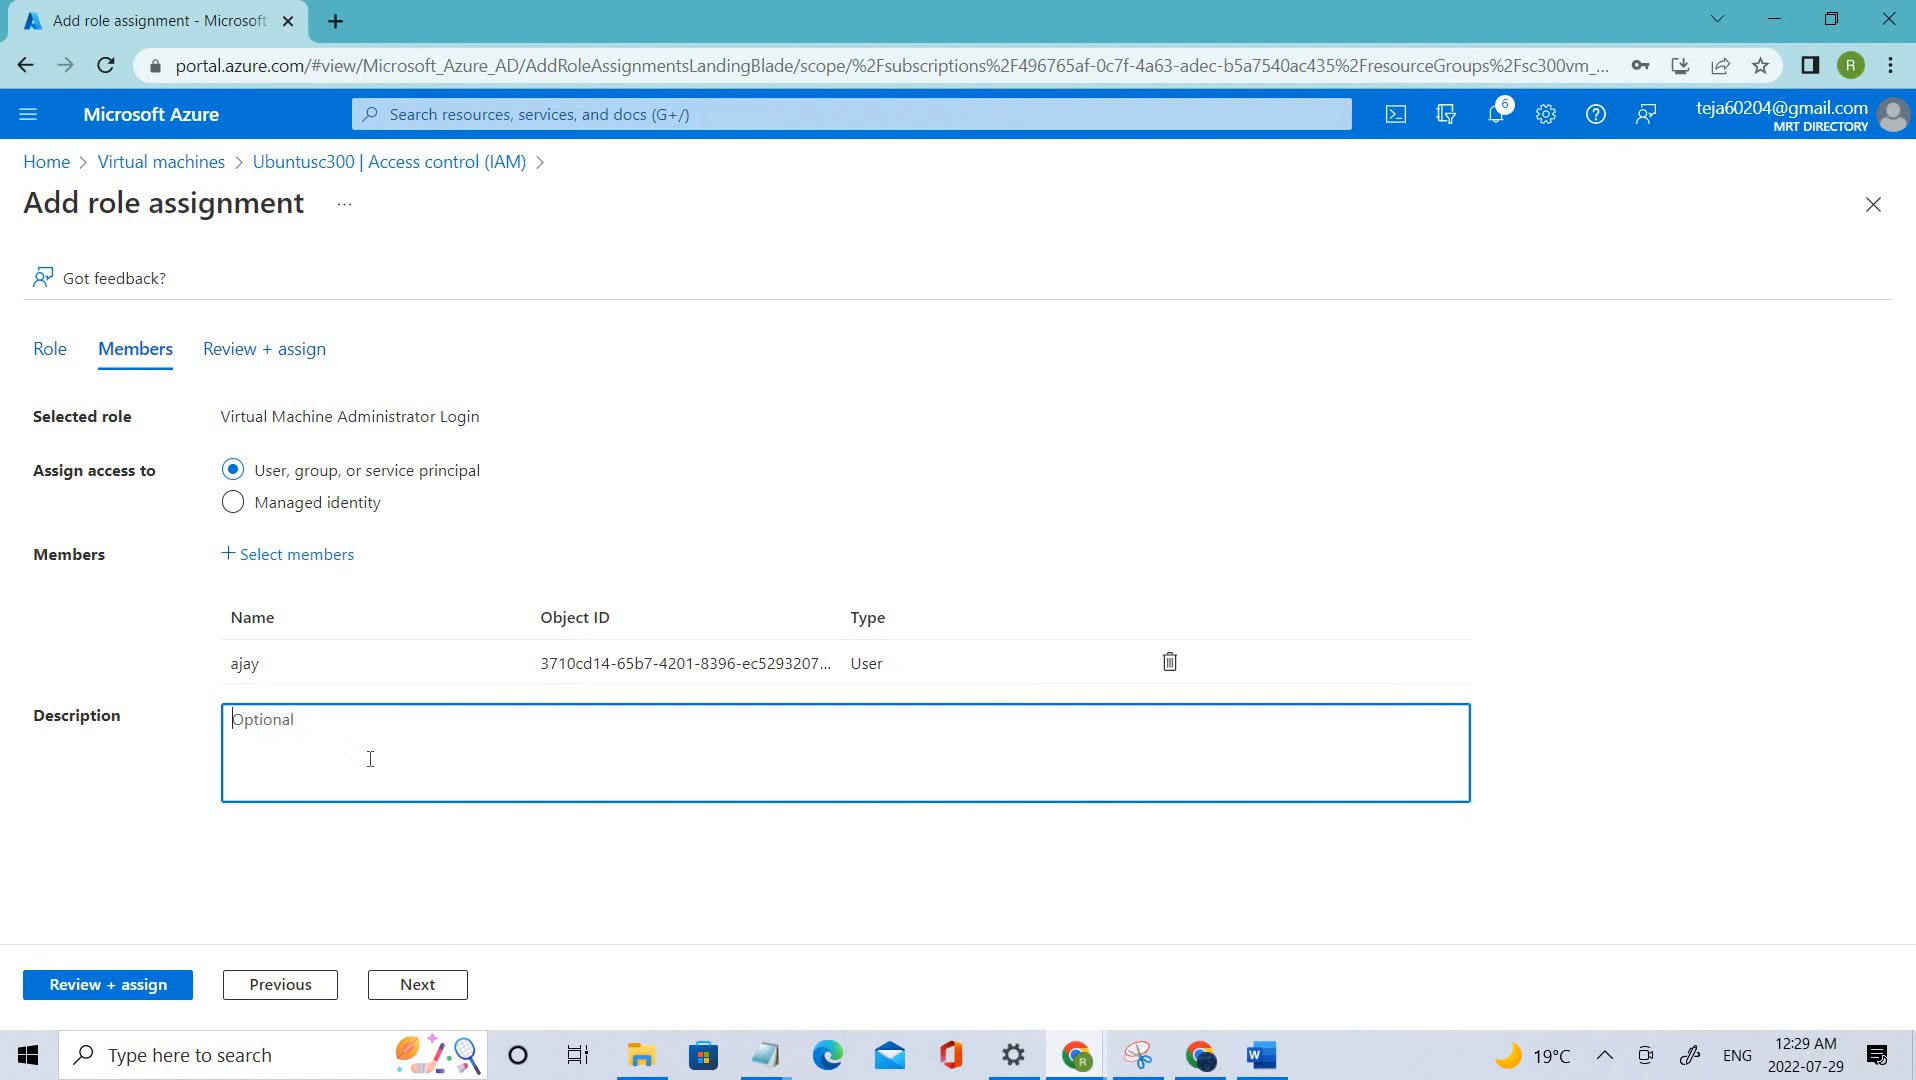 Add role assignment - Microsoft
portal.azure.com/#view/Microsoft_Azure_AD/AddRoleAssignmentsLandingBlade/scope/%2Fsubscriptions%2F496765af-0c7f-4a63-adec-b5a7540ac435%2FresourceGroups%2Fsc300vm_...
R
Microsoft Azure
Search resources, services, and docs (G+/)
6
teja60204@gmail.com
MRT DIRECTORY
Home > Virtual machines > Ubuntusc300 | Access control (IAM) >
Add role assignment ...
Got feedback?
Role Members Review + assign
Selected role Virtual Machine Administrator Login
Assign access to User, group, or service principal
Managed identity
Members + Select members
Name Object ID Type
ajay 3710cd14-65b7-4201-8396-ec5293207... User
Description Optional
Review + assign Previous Next
Type here to search
19°C
ENG
12:29 AM
2022-07-29